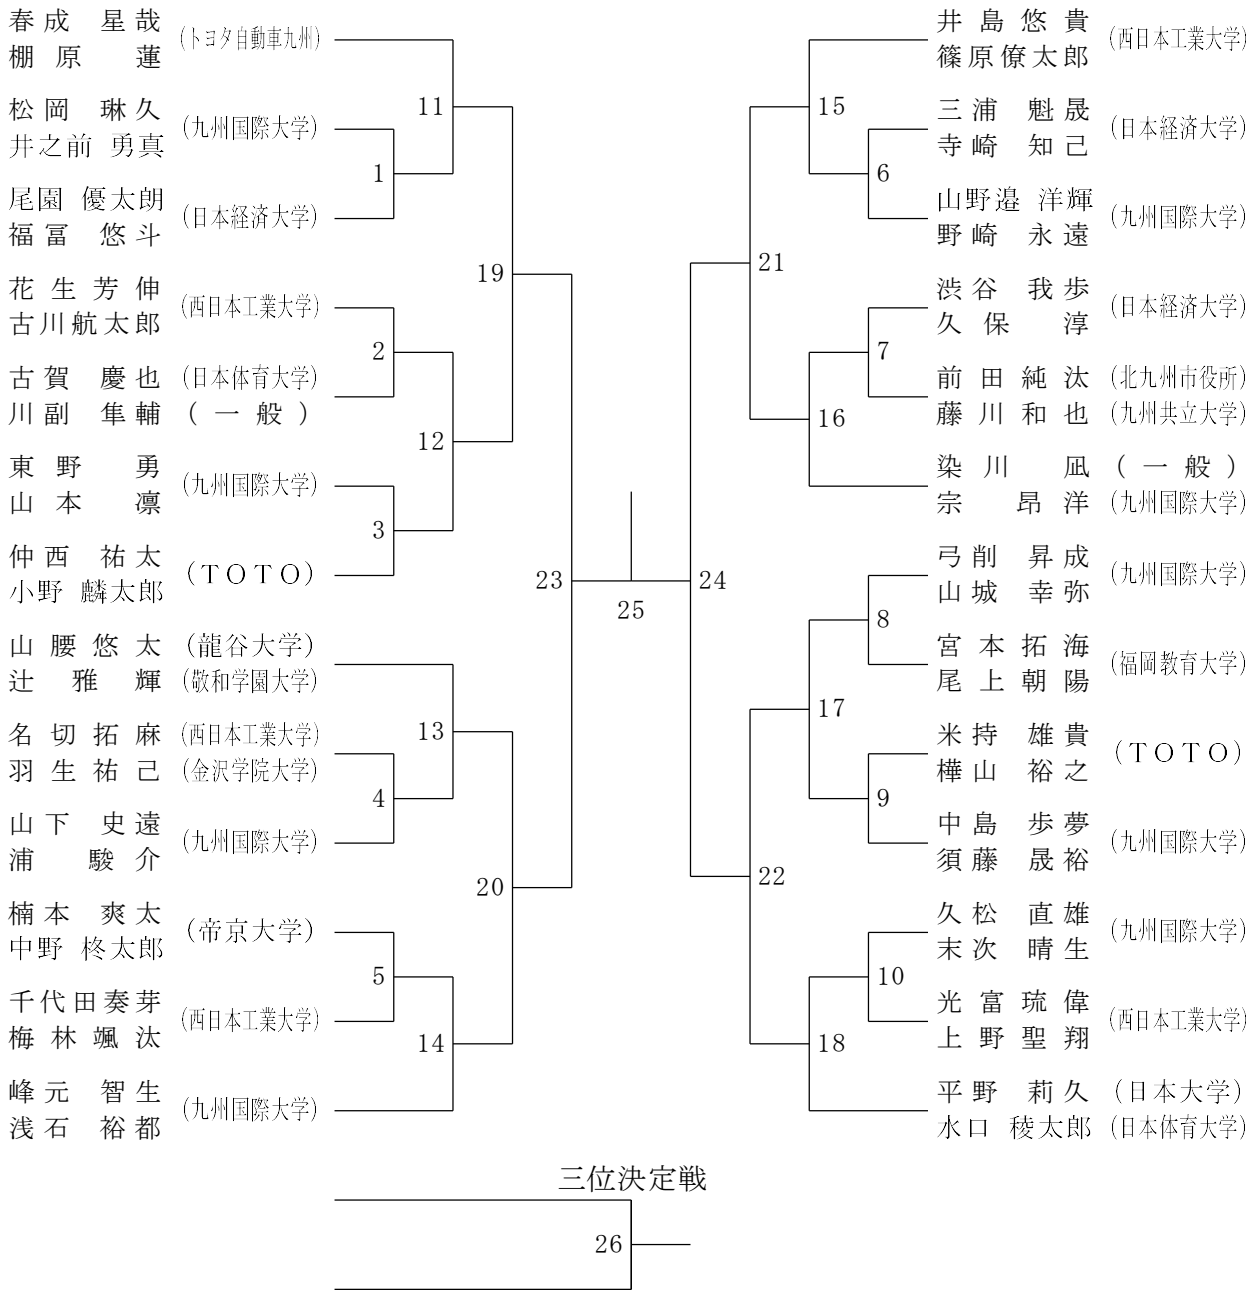 春成 星哉 (トヨタ自動車九州)
棚原 蓮
松岡 琳久 (九州国際大学)
井之前 勇真
尾園 優太朗 (日本経済大学)
福冨 悠斗
花生芳伸 (西日本工業大学)
古川航太郎
古賀 慶也 (日本体育大学)
川副 隼輔 (一般)
東野 勇 (九州国際大学)
山本 凛
仲西 祐太 (TOTO)
小野 麟太郎
山腰悠太 (龍谷大学)
辻雅輝 (敬和学園大学)
名切拓麻 (西日本工業大学)
羽生祐己 (金沢学院大学)
山下 史遠 (九州国際大学)
浦 駿介
楠本 爽太 (帝京大学)
中野 柊太郎
千代田奏芽 (西日本工業大学)
梅林颯汰
峰元 智生 (九州国際大学)
浅石 裕都
11
1
19
2
12
3
23
13
4
20
5
14
25
15
6
21
7
16
24
8
17
9
22
10
18
井島悠貴 (西日本工業大学)
篠原僚太郎
三浦 魁晟 (日本経済大学)
寺崎 知己
山野邉 洋輝 (九州国際大学)
野崎 永遠
渋谷 我歩 (日本経済大学)
久保 淳
前田純汰 (北九州市役所)
藤川和也 (九州共立大学)
染川 凪 (一般)
宗 昂洋 (九州国際大学)
弓削 昇成 (九州国際大学)
山城 幸弥
宮本拓海 (福岡教育大学)
尾上朝陽
米持 雄貴 (TOTO)
樺山 裕之
中島 歩夢 (九州国際大学)
須藤 晟裕
久松 直雄 (九州国際大学)
末次 晴生
光富琉偉 (西日本工業大学)
上野聖翔
平野 莉久 (日本大学)
水口 稜太郎 (日本体育大学)
三位決定戦
26